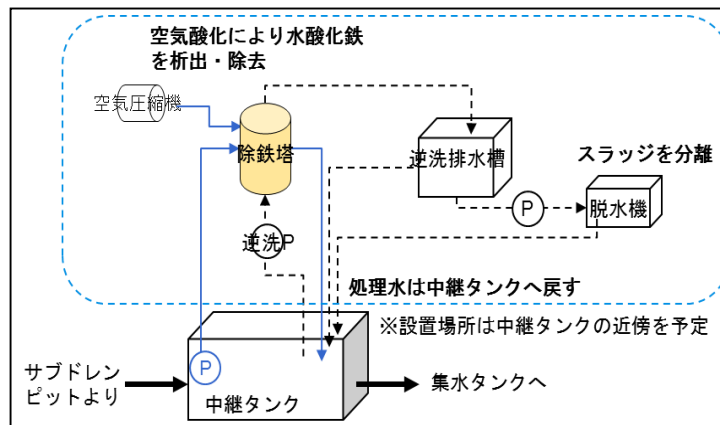 空気酸化により水酸化鉄
を析出・除去
空気圧縮機
除鉄塔
逆洗排水槽
スラッジを分離
P
脱水機
逆洗P
処理水は中継タンクへ戻す
※設置場所は中継タンクの近傍を予定
P
サブドレン
ピットより
中継タンク
集水タンクへ